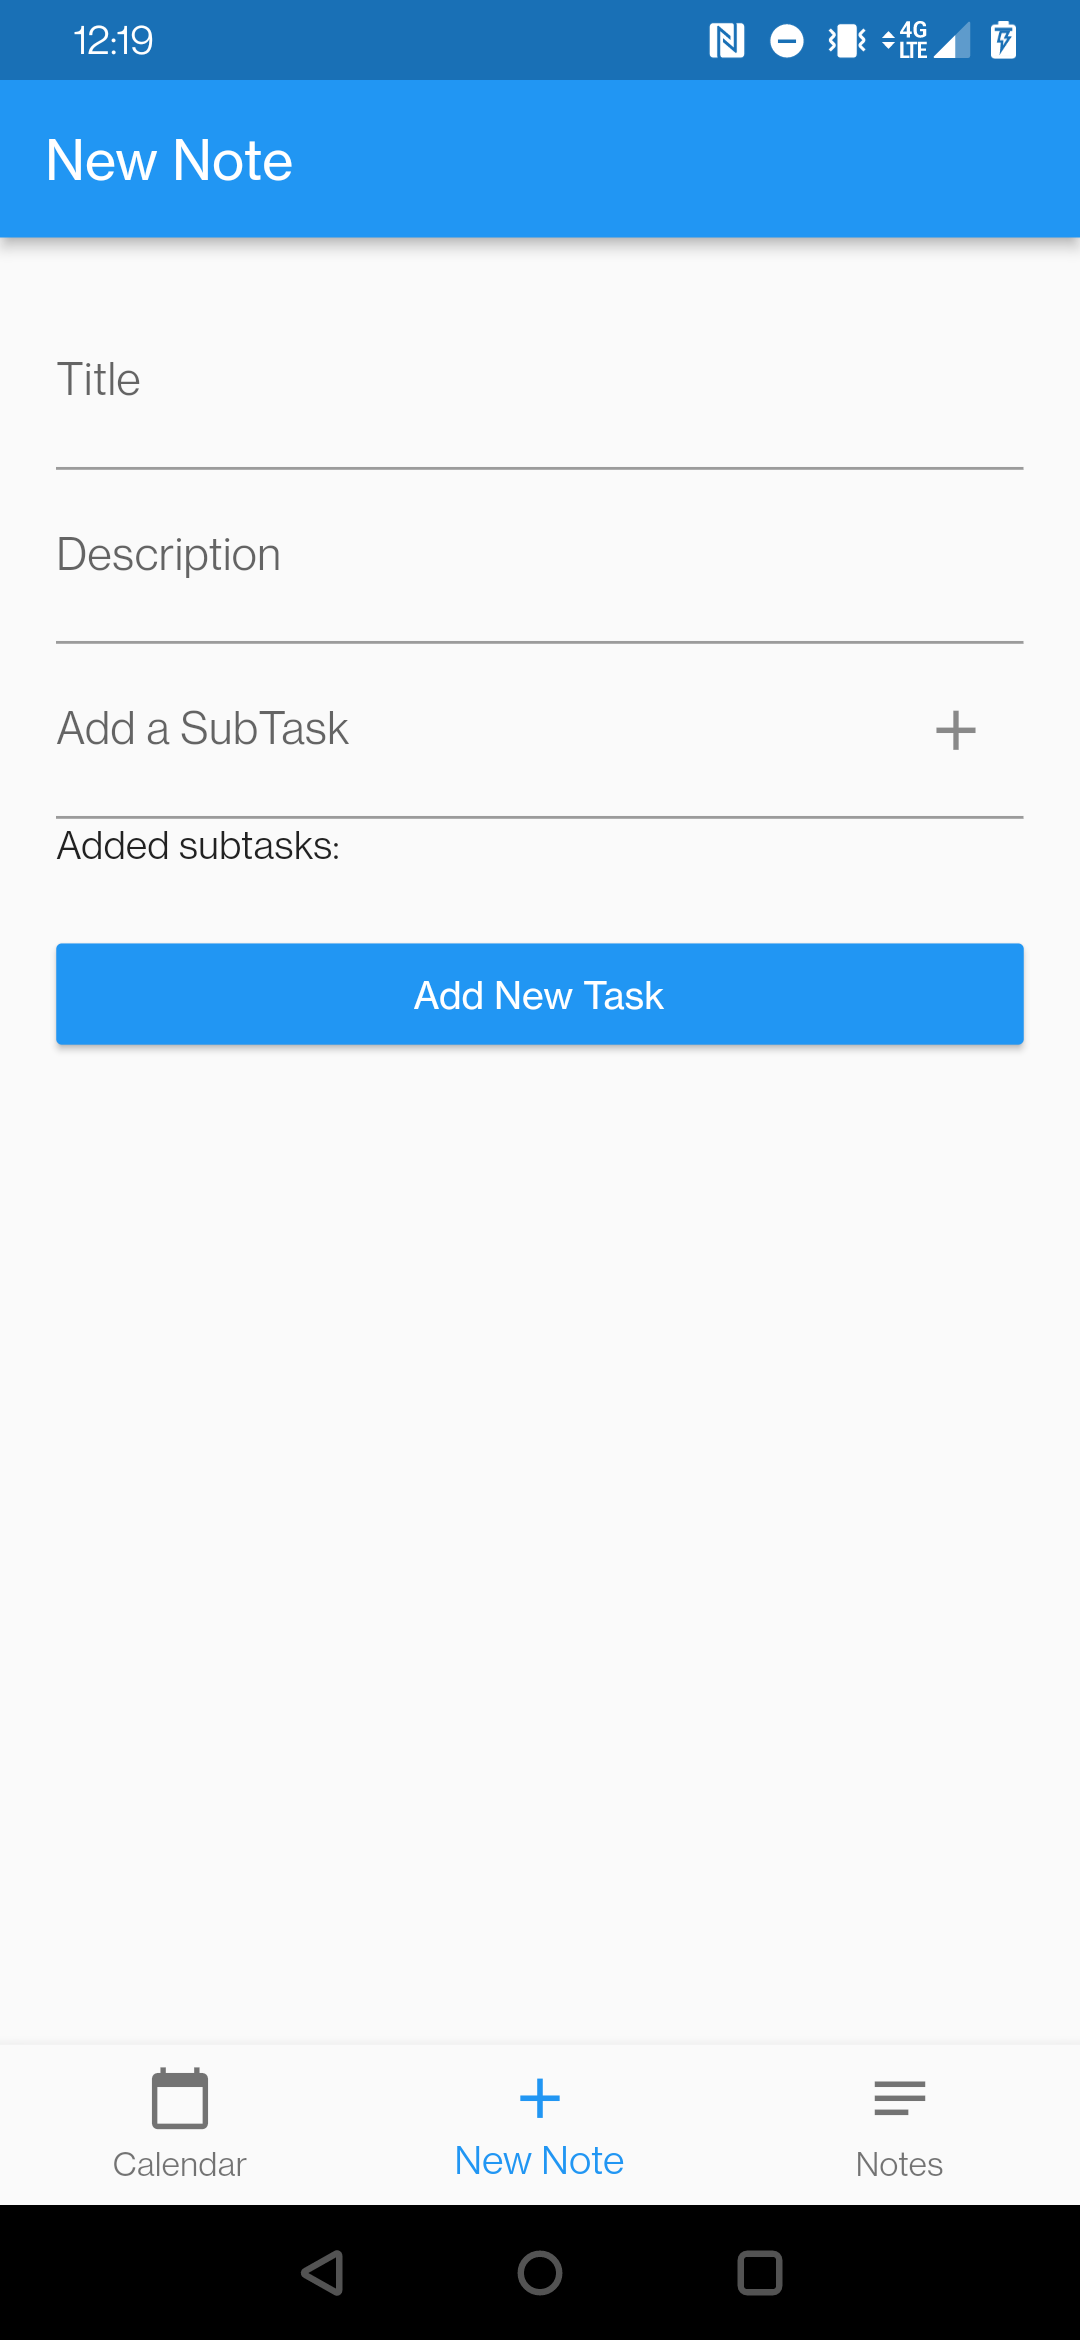 12:19
4G
LTE
New Note
Title
Description
Add a SubTask
Added subtasks:
Add New Task
Calendar
New Note
Notes